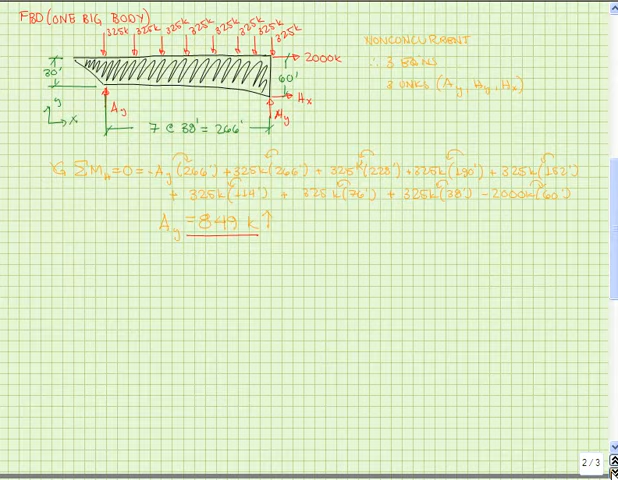 FBD (ONE BIG BODY)
325k 325k 325k 325k 325k 325k 325k 325k
2000k
30'
60'
Hx
Ay
Hy
y
x
7 @ 38' = 266'
NONCONCURRENT
∴ 3 EQNS
3 UNKS (Ay, Hy, Hx)
ΣM_H=0=-Ay(266') +325k(266') +325k(228') +325k(190') +325k(152')
+ 325k(114') + 325k(76') + 325k(38') -2000k(60')
Ay = 849 k ↑
2 / 3